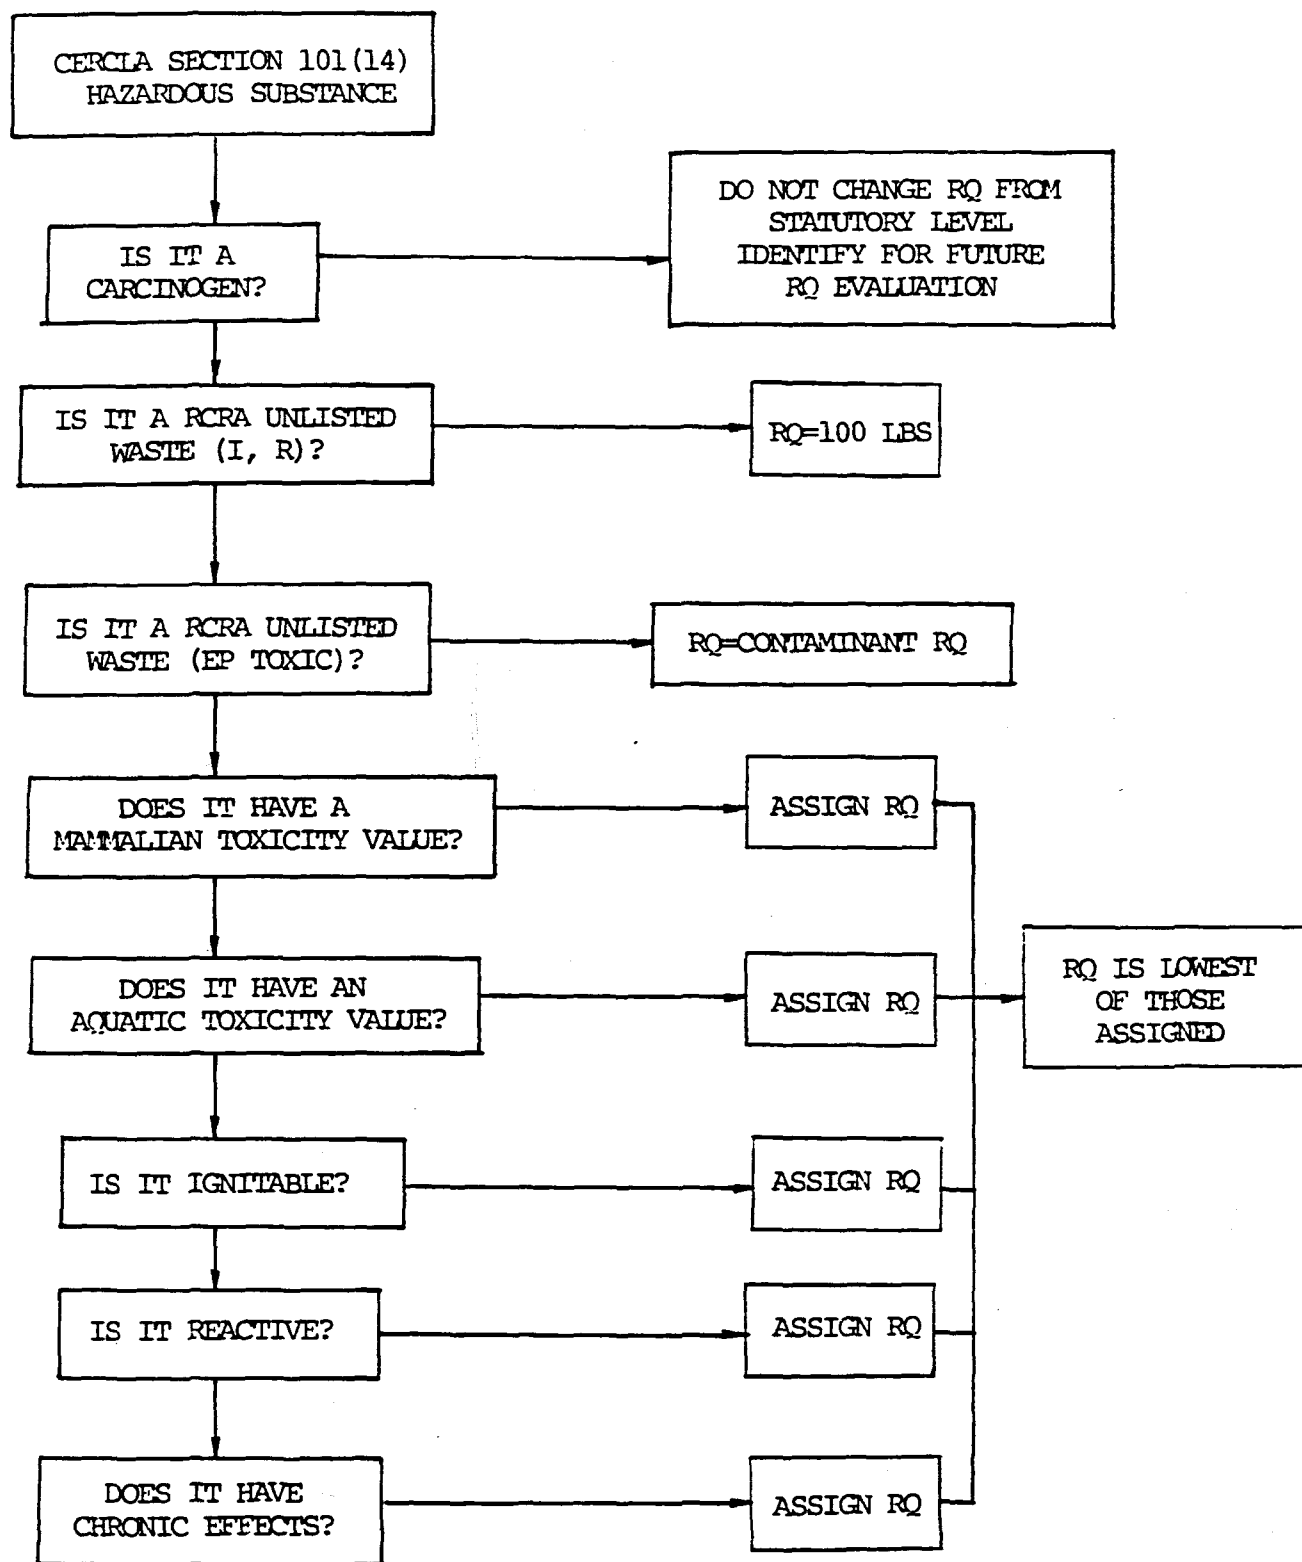 CERCLA SECTION 101(14)
HAZARDOUS SUBSTANCE
IS IT A
CARCINOGEN?
DO NOT CHANGE RQ FROM
STATUTORY LEVEL
IDENTIFY FOR FUTURE
RQ EVALUATION
IS IT A RCRA UNLISTED
WASTE (I, R)?
RQ=100 LBS
IS IT A RCRA UNLISTED
WASTE (EP TOXIC)?
RQ=CONTAMINANT RQ
DOES IT HAVE A
MAMMALIAN TOXICITY VALUE?
ASSIGN RQ
DOES IT HAVE AN
AQUATIC TOXICITY VALUE?
ASSIGN RQ
RQ IS LOWEST
OF THOSE
ASSIGNED
IS IT IGNITABLE?
ASSIGN RQ
IS IT REACTIVE?
ASSIGN RQ
DOES IT HAVE
CHRONIC EFFECTS?
ASSIGN RQ